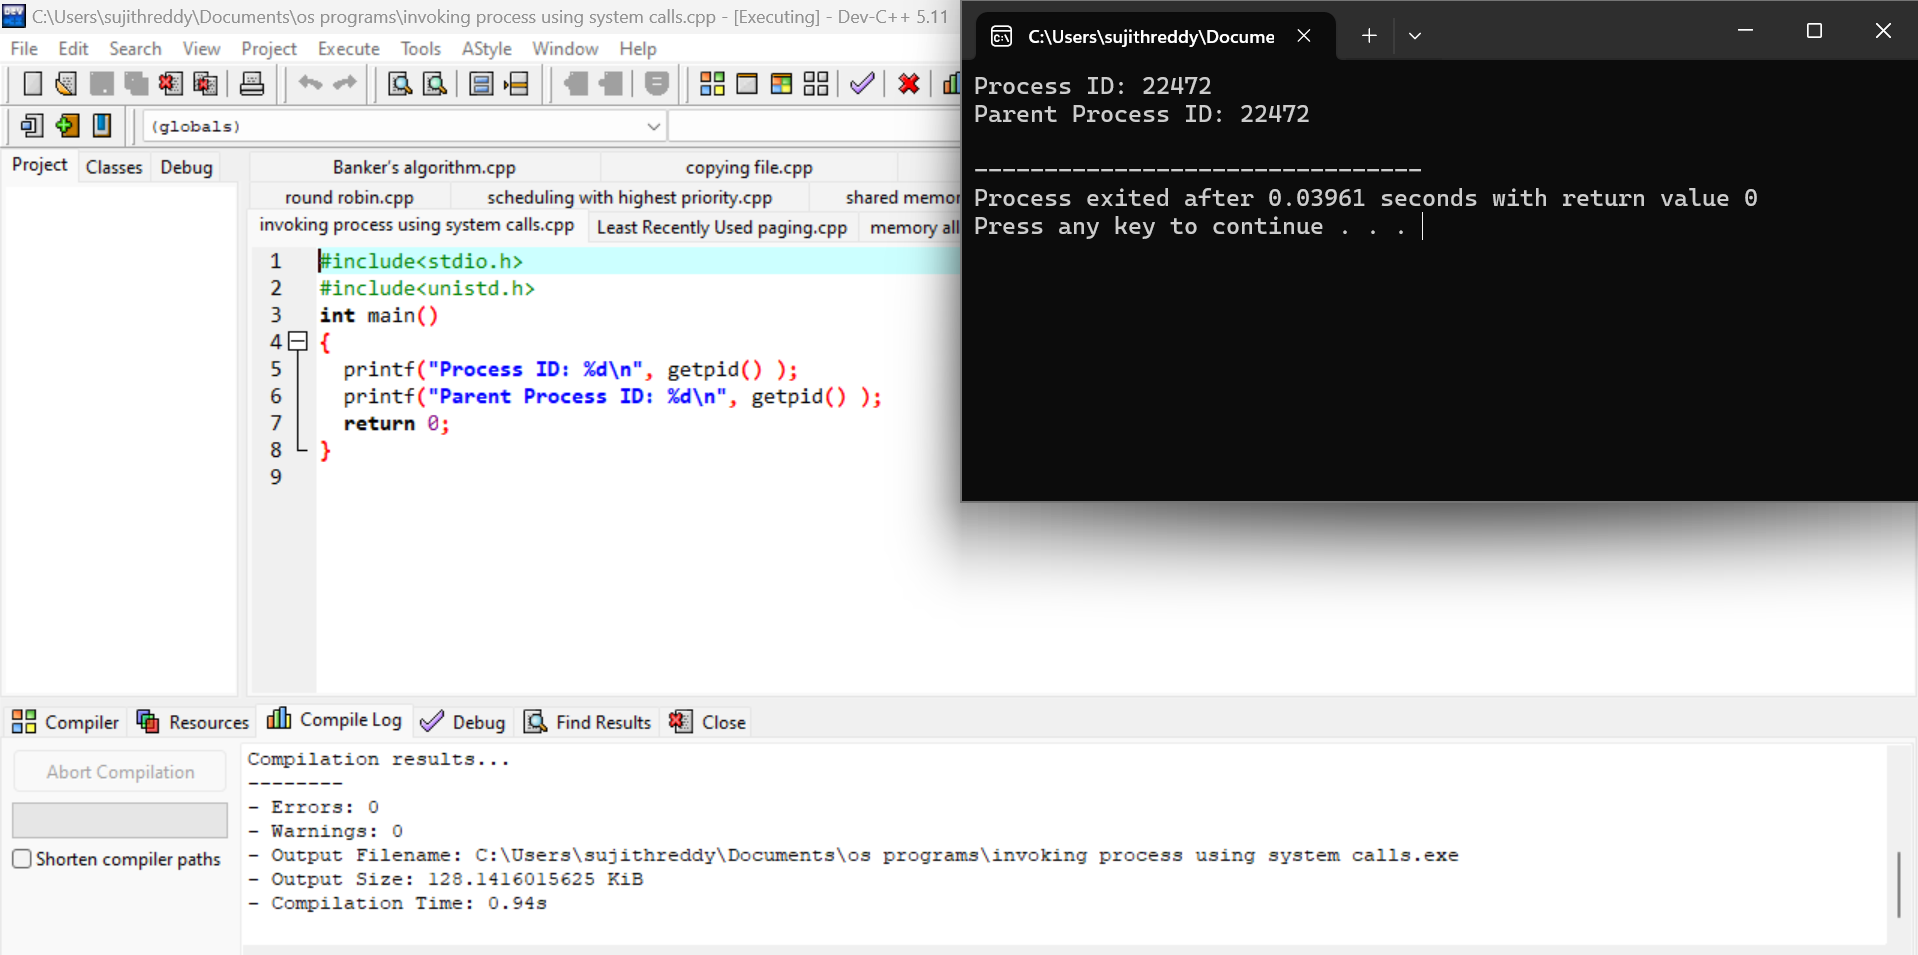 C:\Users\sujithreddy\Documents\os programs\invoking process using system calls.cpp - [Executing] - Dev-C++ 5.11
File Edit Search View Project Execute Tools AStyle Window Help
(globals)
Project Classes Debug
Banker's algorithm.cpp copying file.cpp
round robin.cpp scheduling with highest priority.cpp shared memor
invoking process using system calls.cpp Least Recently Used paging.cpp memory all
1 #include<stdio.h>
2 #include<unistd.h>
3 int main()
4 {
5 printf("Process ID: %d\n", getpid() );
6 printf("Parent Process ID: %d\n", getpid() );
7 return 0;
8 }
9
C:\Users\sujithreddy\Docume
Process ID: 22472
Parent Process ID: 22472
--------------------------------
Process exited after 0.03961 seconds with return value 0
Press any key to continue . . .
Compiler Resources Compile Log Debug Find Results Close
Abort Compilation
Shorten compiler paths
Compilation results...
--------
- Errors: 0
- Warnings: 0
- Output Filename: C:\Users\sujithreddy\Documents\os programs\invoking process using system calls.exe
- Output Size: 128.1416015625 KiB
- Compilation Time: 0.94s